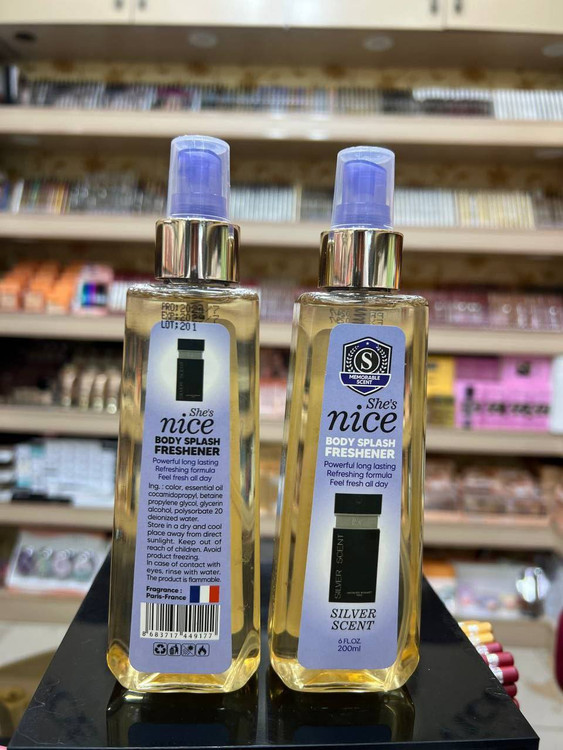 LOT:201
She's
nice
BODY SPLASH
FRESHENER
Powerful long lasting
Refreshing formula
Feel fresh all day
Ing. : color, essential oil
cocamidopropyl, betaine
propylene glycol, glycerin
alcohol, polysorbate 20
deionized water.
Store in a dry and cool
place away from direct
sunlight. Keep out of
reach of children. Avoid
product freezing.
In case of contact with
eyes, rinse with water.
The product is flammable.
Fragrance :
Paris-France
8 683717 449177
S
MEMORABLE
SCENT
She's
nice
BODY SPLASH
FRESHENER
Powerful long lasting
Refreshing formula
Feel fresh all day
SILVER SCENT
SILVER
SCENT
6 FL.OZ.
200ml